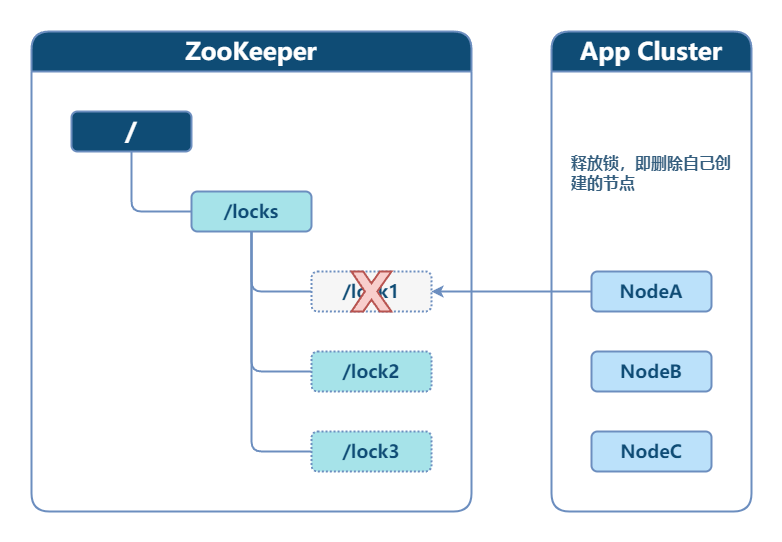 ZooKeeper
App Cluster
/
释放锁，即删除自己创
建的节点
/locks
/lock1
NodeA
/lock2
NodeB
/lock3
NodeC